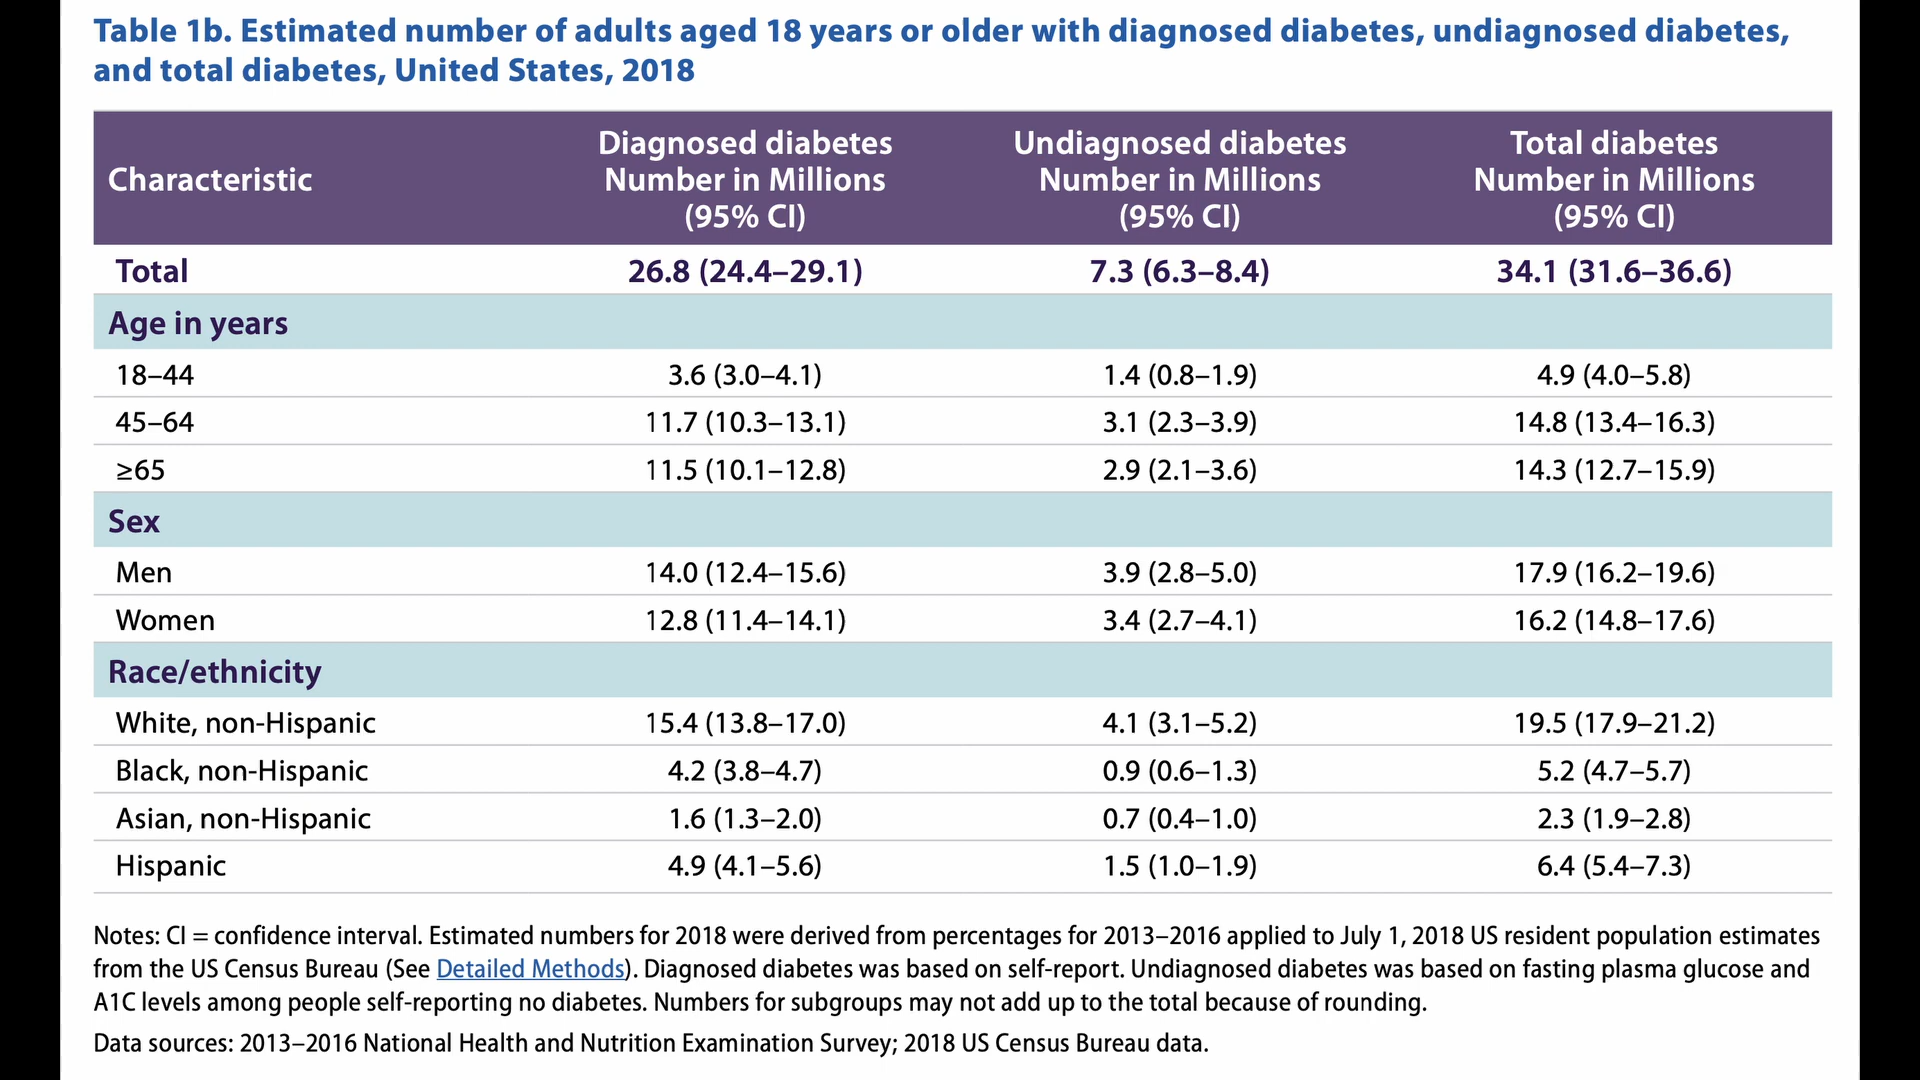 Table 1b. Estimated number of adults aged 18 years or older with diagnosed diabetes, undiagnosed diabetes,
and total diabetes, United States, 2018
Characteristic
Diagnosed diabetes
Number in Millions
(95% CI)
Undiagnosed diabetes
Number in Millions
(95% CI)
Total diabetes
Number in Millions
(95% CI)
Total 26.8 (24.4–29.1) 7.3 (6.3–8.4) 34.1 (31.6–36.6)
Age in years
18–44 3.6 (3.0–4.1) 1.4 (0.8–1.9) 4.9 (4.0–5.8)
45–64 11.7 (10.3–13.1) 3.1 (2.3–3.9) 14.8 (13.4–16.3)
≥65 11.5 (10.1–12.8) 2.9 (2.1–3.6) 14.3 (12.7–15.9)
Sex
Men 14.0 (12.4–15.6) 3.9 (2.8–5.0) 17.9 (16.2–19.6)
Women 12.8 (11.4–14.1) 3.4 (2.7–4.1) 16.2 (14.8–17.6)
Race/ethnicity
White, non-Hispanic 15.4 (13.8–17.0) 4.1 (3.1–5.2) 19.5 (17.9–21.2)
Black, non-Hispanic 4.2 (3.8–4.7) 0.9 (0.6–1.3) 5.2 (4.7–5.7)
Asian, non-Hispanic 1.6 (1.3–2.0) 0.7 (0.4–1.0) 2.3 (1.9–2.8)
Hispanic 4.9 (4.1–5.6) 1.5 (1.0–1.9) 6.4 (5.4–7.3)
Notes: CI = confidence interval. Estimated numbers for 2018 were derived from percentages for 2013–2016 applied to July 1, 2018 US resident population estimates
from the US Census Bureau (See Detailed Methods). Diagnosed diabetes was based on self-report. Undiagnosed diabetes was based on fasting plasma glucose and
A1C levels among people self-reporting no diabetes. Numbers for subgroups may not add up to the total because of rounding.
Data sources: 2013–2016 National Health and Nutrition Examination Survey; 2018 US Census Bureau data.